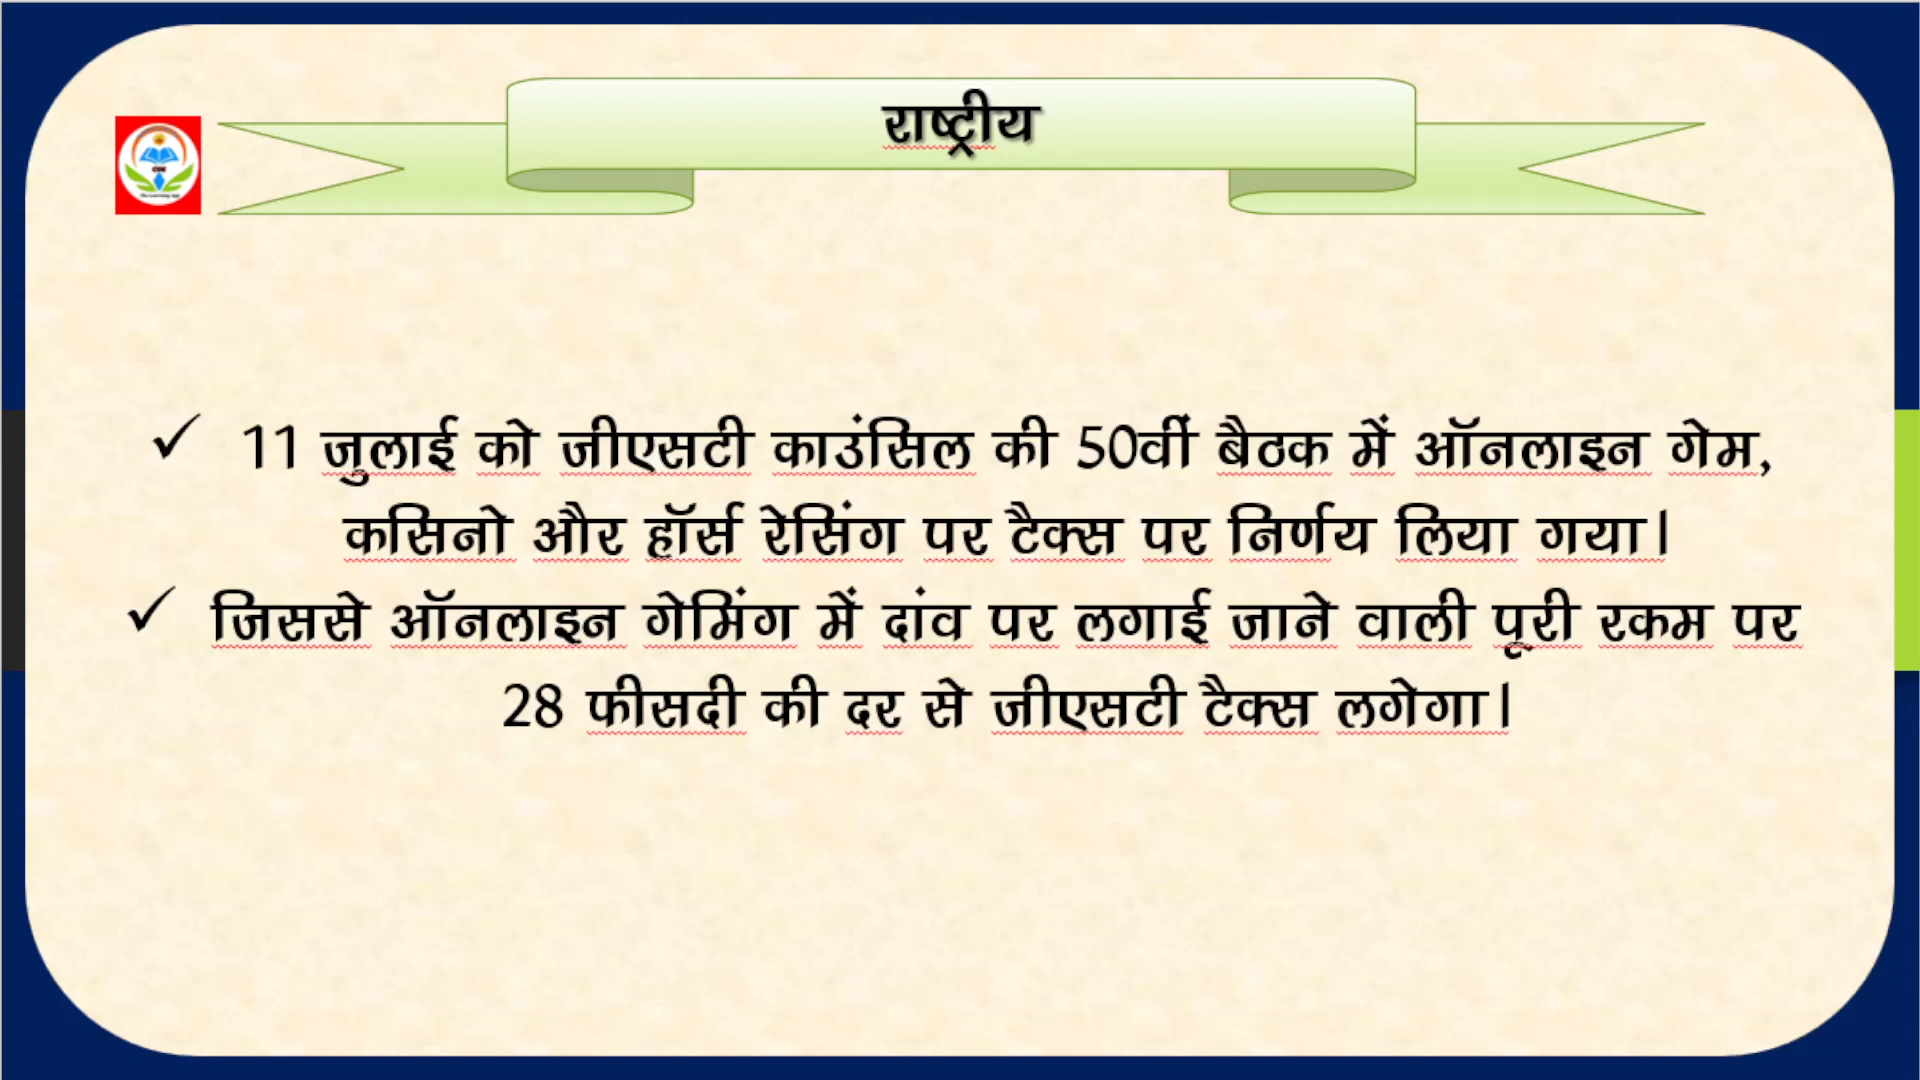 राष्ट्रीय
✓ 11 जुलाई को जीएसटी काउंसिल की 50वीं बैठक में ऑनलाइन गेम,
कसिनो और हॉर्स रेसिंग पर टैक्स पर निर्णय लिया गया।
✓ जिससे ऑनलाइन गेमिंग में दांव पर लगाई जाने वाली पूरी रकम पर
28 फीसदी की दर से जीएसटी टैक्स लगेगा।